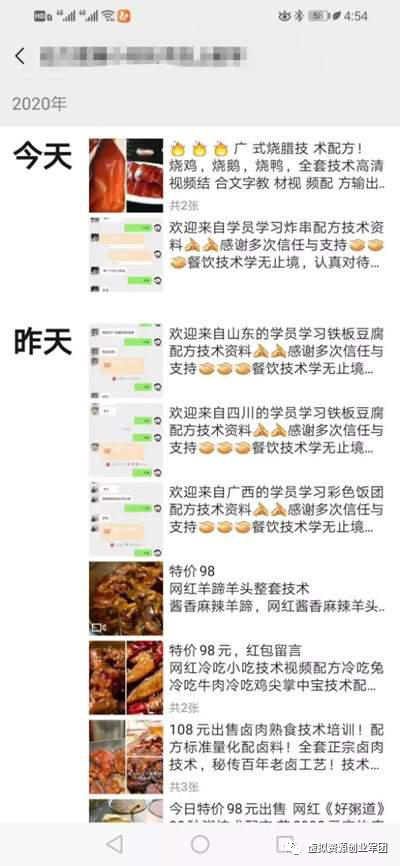 HD 46 46 58 4:54
2020年
今天
🔥🔥🔥广 式烧腊技 术配方！
烧鸡，烧鹅，烧鸭，全套技术高清
视频结 合文字教 材视 频配 方输出...
共2张
欢迎来自学员学习炸串配方技术资
料🙏🙏感谢多次信任与支持🤝🤝
🤝餐饮技术学无止境，认真对待...
昨天
欢迎来自山东的学员学习铁板豆腐
配方技术资料🙏🙏感谢多次信任与
支持🤝🤝🤝餐饮技术学无止境...
欢迎来自四川的学员学习铁板豆腐
配方技术资料🙏🙏感谢多次信任与
支持🤝🤝🤝餐饮技术学无止境...
欢迎来自广西的学员学习彩色饭团
配方技术资料🙏🙏感谢多次信任与
支持🤝🤝🤝餐饮技术学无止境...
特价98
网红羊蹄羊头整套技术
酱香麻辣羊蹄，网红酱香麻辣羊头...
特价98元，红包留言
网红冷吃小吃技术视频配方冷吃兔
冷吃牛肉冷吃鸡尖掌中宝技术配...
共2张
108元出售卤肉熟食技术培训！配
方标准量化配卤料！全套正宗卤肉
技术，秘传百年老卤工艺！技术...
共3张
今日特价98元出售 网红《好粥道》
虚拟资源创业军团